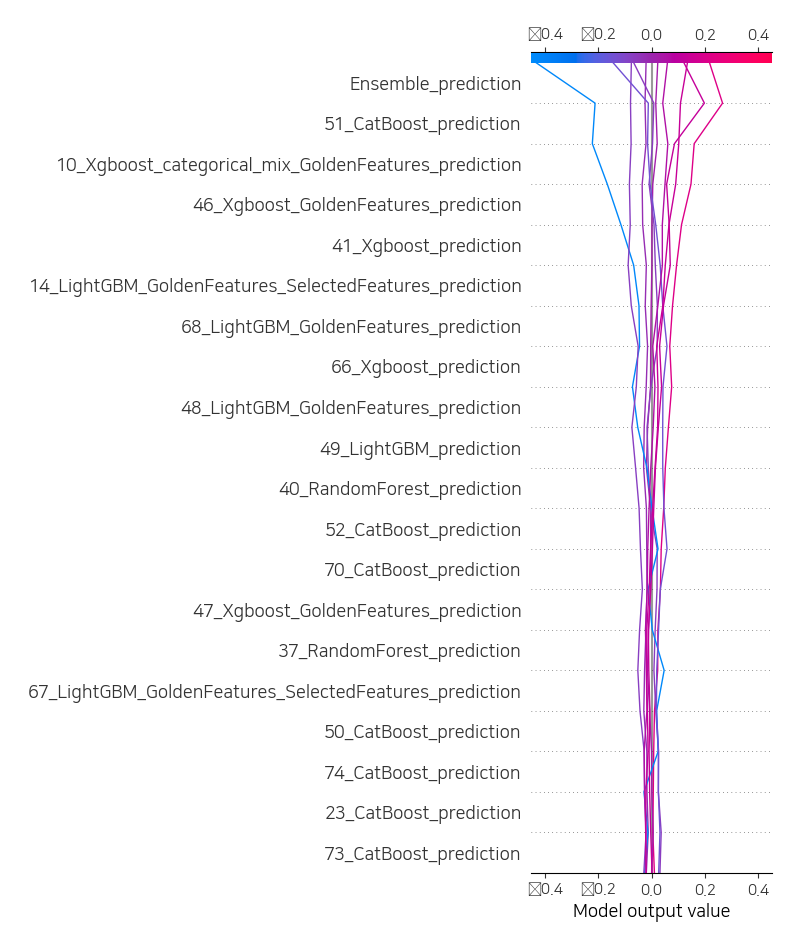 ▯0.4 ▯0.2 0.0 0.2 0.4
Ensemble_prediction
51_CatBoost_prediction
10_Xgboost_categorical_mix_GoldenFeatures_prediction
46_Xgboost_GoldenFeatures_prediction
41_Xgboost_prediction
14_LightGBM_GoldenFeatures_SelectedFeatures_prediction
68_LightGBM_GoldenFeatures_prediction
66_Xgboost_prediction
48_LightGBM_GoldenFeatures_prediction
49_LightGBM_prediction
40_RandomForest_prediction
52_CatBoost_prediction
70_CatBoost_prediction
47_Xgboost_GoldenFeatures_prediction
37_RandomForest_prediction
67_LightGBM_GoldenFeatures_SelectedFeatures_prediction
50_CatBoost_prediction
74_CatBoost_prediction
23_CatBoost_prediction
73_CatBoost_prediction
▯0.4 ▯0.2 0.0 0.2 0.4
Model output value